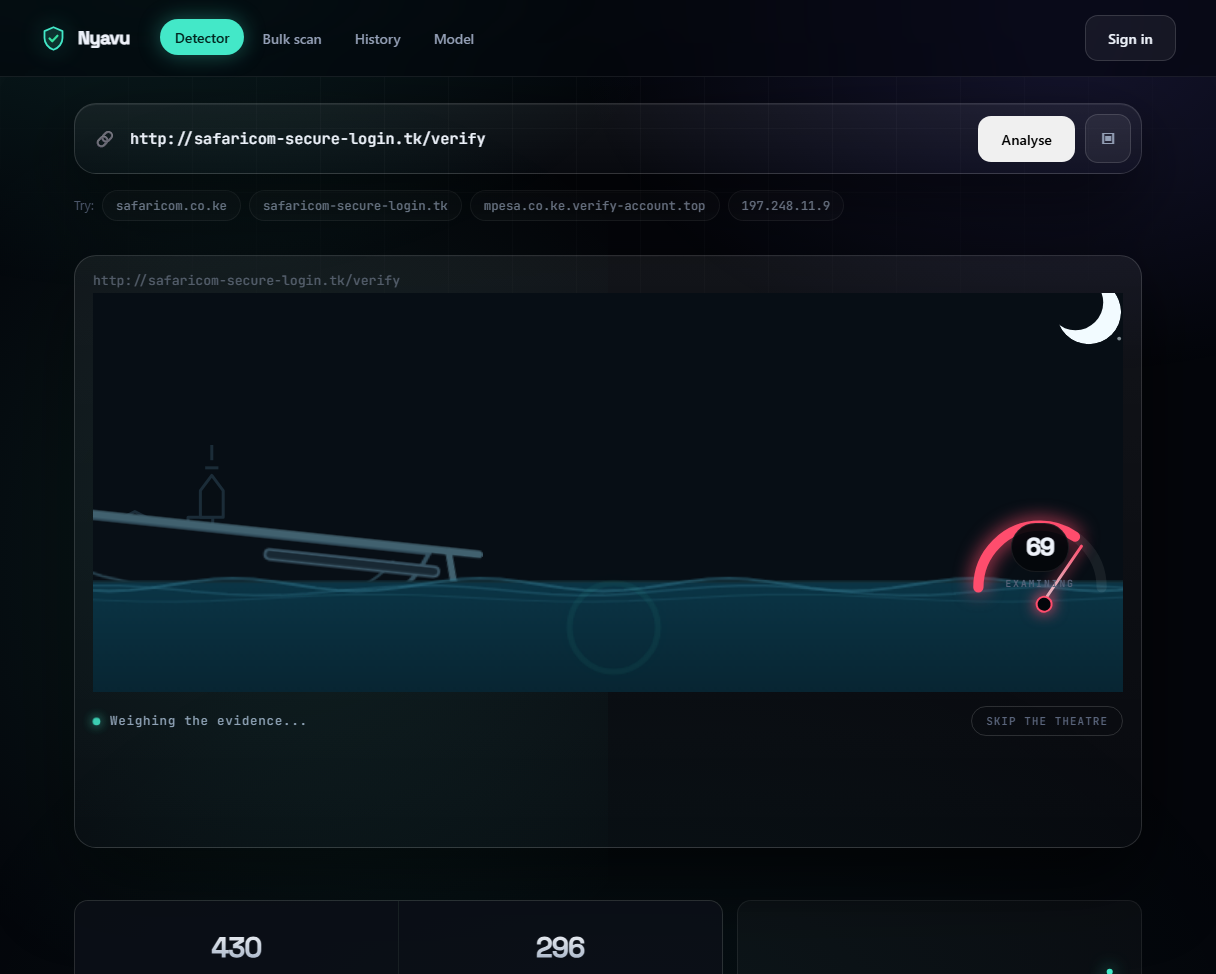 Nyavu
Detector
Bulk scan
History
Model
Sign in
http://safaricom-secure-login.tk/verify
Analyse
Try:
safaricom.co.ke
safaricom-secure-login.tk
mpesa.co.ke.verify-account.top
197.248.11.9
http://safaricom-secure-login.tk/verify
69
EXAMINING
Weighing the evidence...
SKIP THE THEATRE
430
296